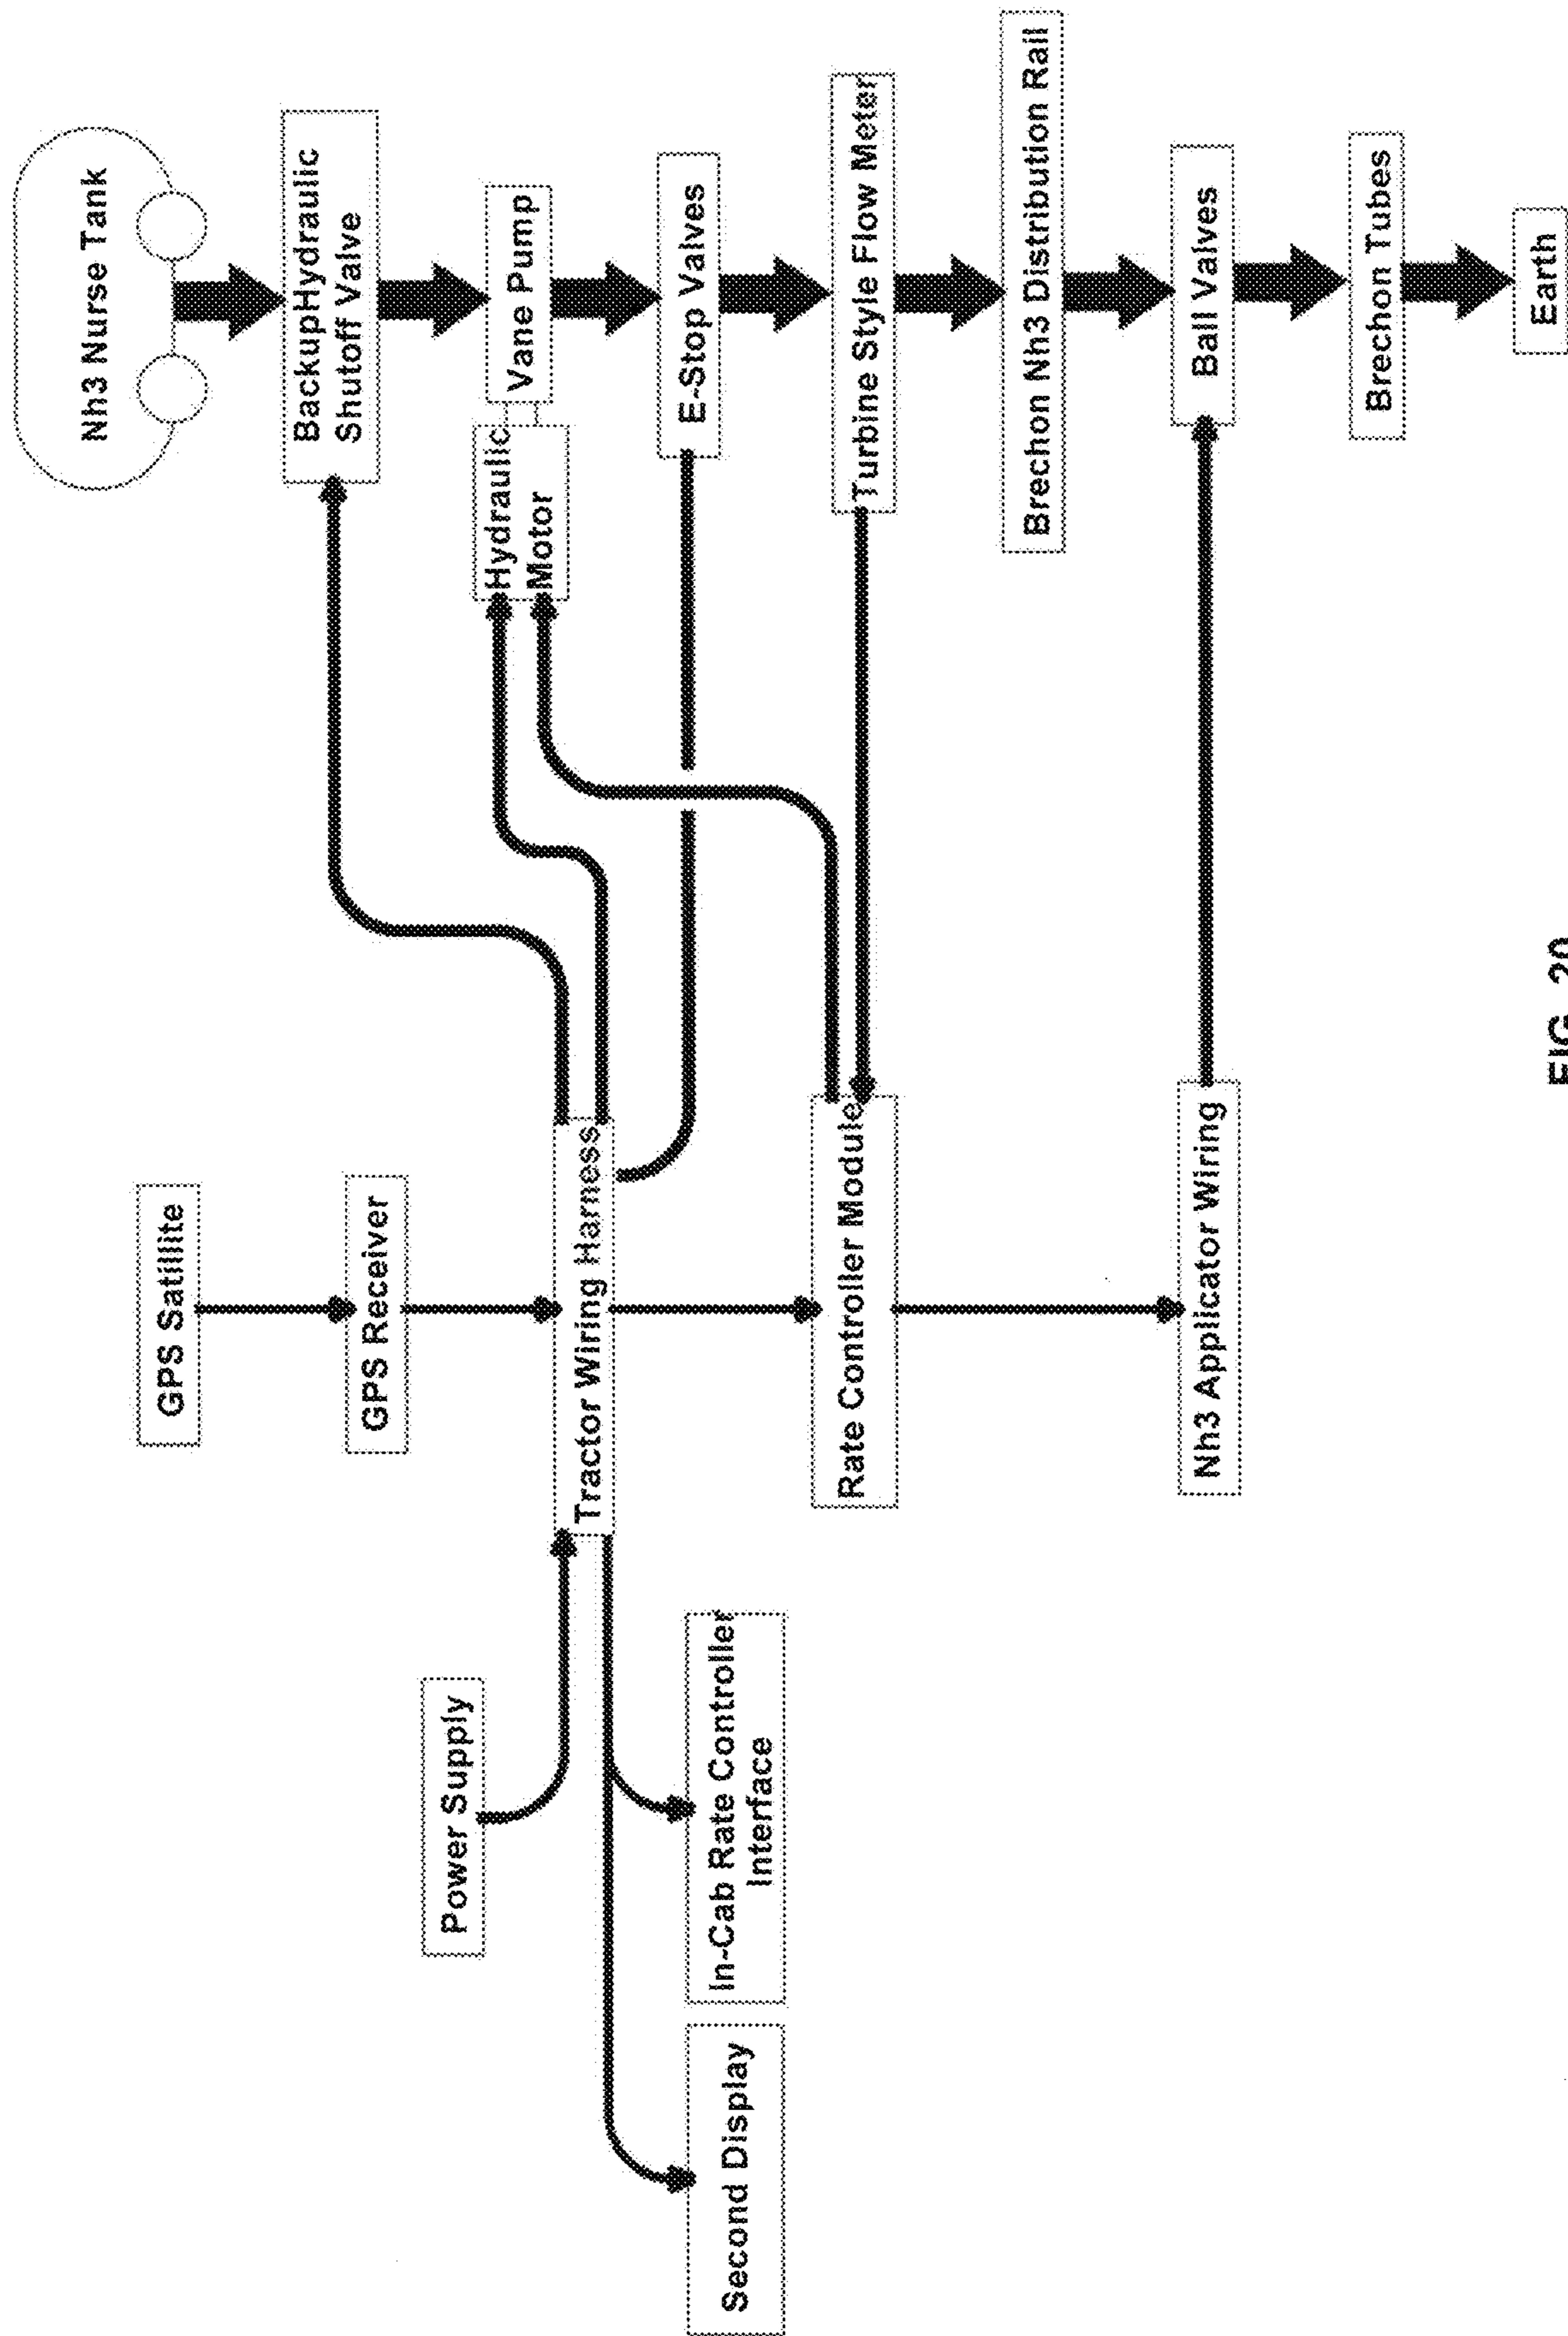 Nh3 Nurse Tank
GPS Satillite
BackupHydraulic
Shutoff Valve
GPS Receiver
Power Supply
Hydraulic
Motor
Vane Pump
Tractor Wiring Harness
E-Stop Valves
Second Display
In-Cab Rate Controller
Interface
Rate Controller Module
Turbine Style Flow Meter
Brechon Nh3 Distribution Rail
Nh3 Applicator Wiring
Ball Valves
Brechon Tubes
Earth
FIG. 20